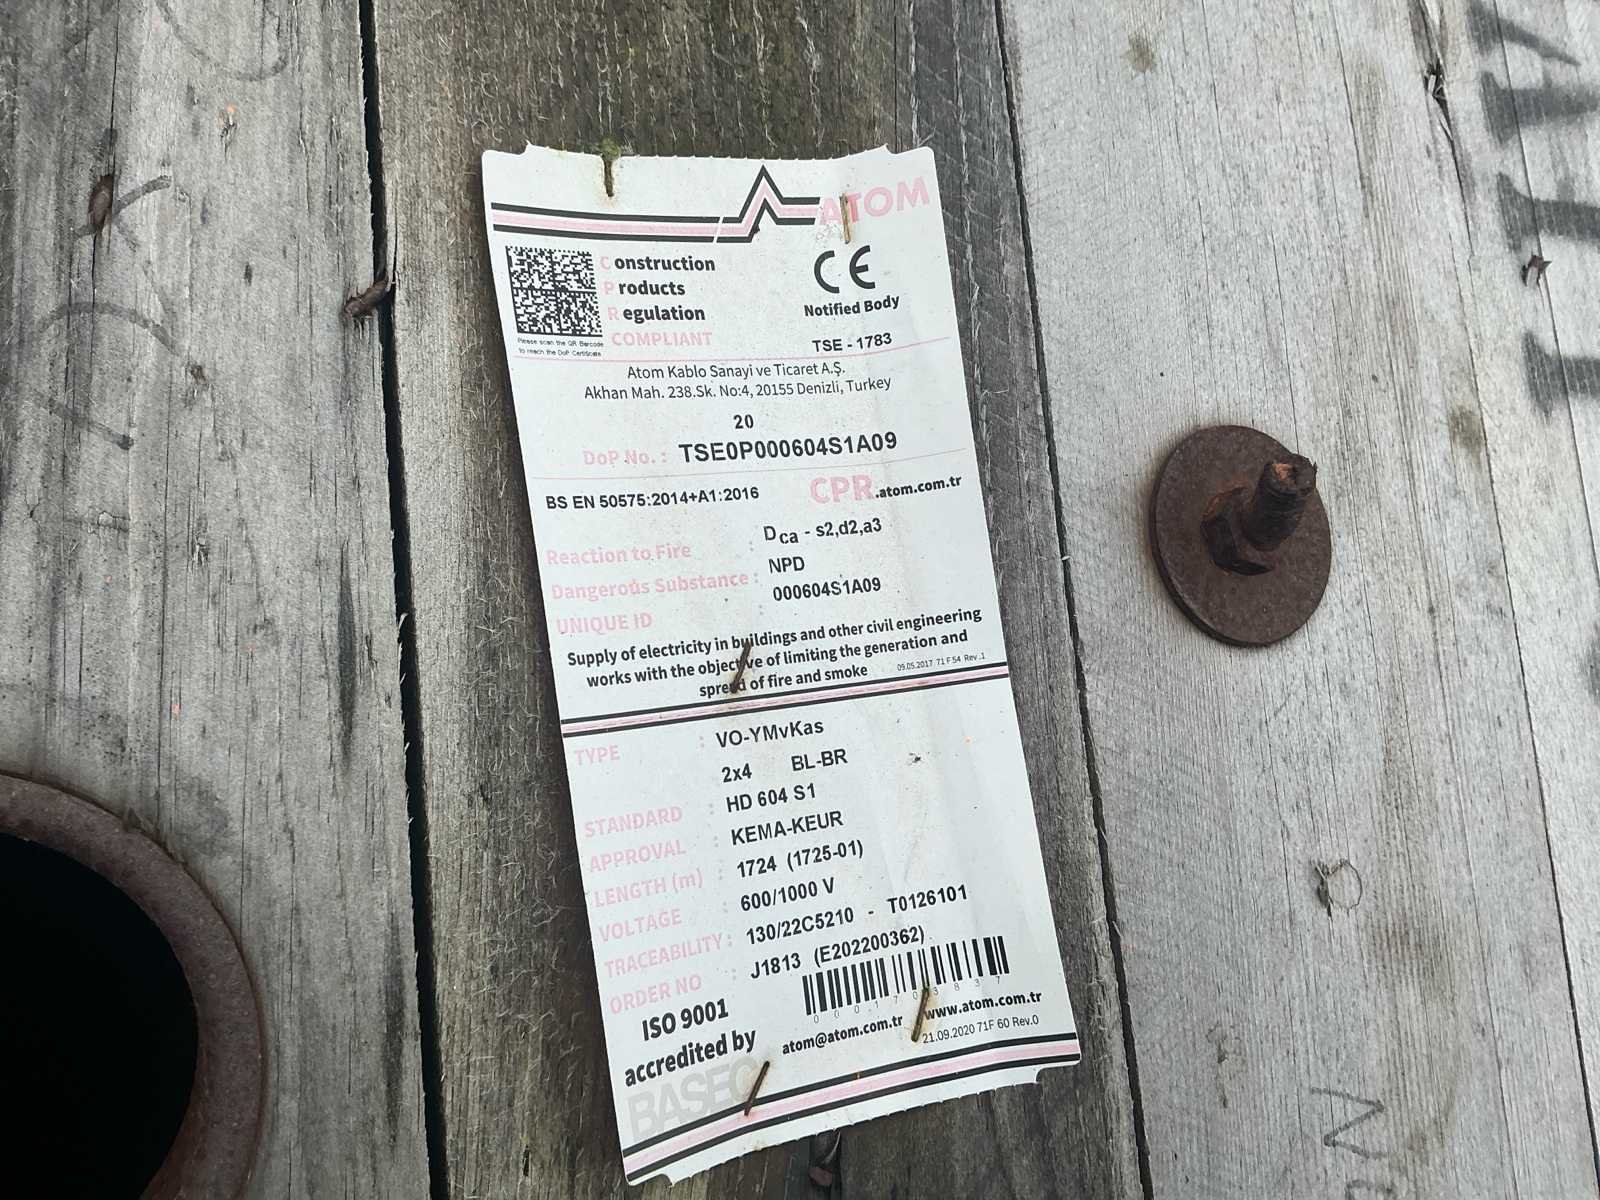 ATOM
Construction
Products
Regulation
COMPLIANT
Please scan the QR Barcode
to reach the DoP Certificate
CE
Notified Body
TSE - 1783
Atom Kablo Sanayi ve Ticaret A.Ş.
Akhan Mah. 238.Sk. No:4, 20155 Denizli, Turkey
20
DoP No. : TSE0P000604S1A09
BS EN 50575:2014+A1:2016 CPR.atom.com.tr
Reaction to Fire : Dca - s2,d2,a3
Dangerous Substance : NPD
UNIQUE ID : 000604S1A09
Supply of electricity in buildings and other civil engineering
works with the objective of limiting the generation and
spread of fire and smoke 09.05.2017 71 F 54 Rev.1
TYPE : VO-YMvKas
2x4 BL-BR
STANDARD : HD 604 S1
APPROVAL : KEMA-KEUR
LENGTH (m) : 1724 (1725-01)
VOLTAGE : 600/1000 V
TRAÇEABILITY : 130/22C5210 - T0126101
ORDER NO : J1813 (E202200362)
ISO 9001
accredited by
BASEC
0001703837
atom@atom.com.tr www.atom.com.tr
21.09.2020 71F 60 Rev.0